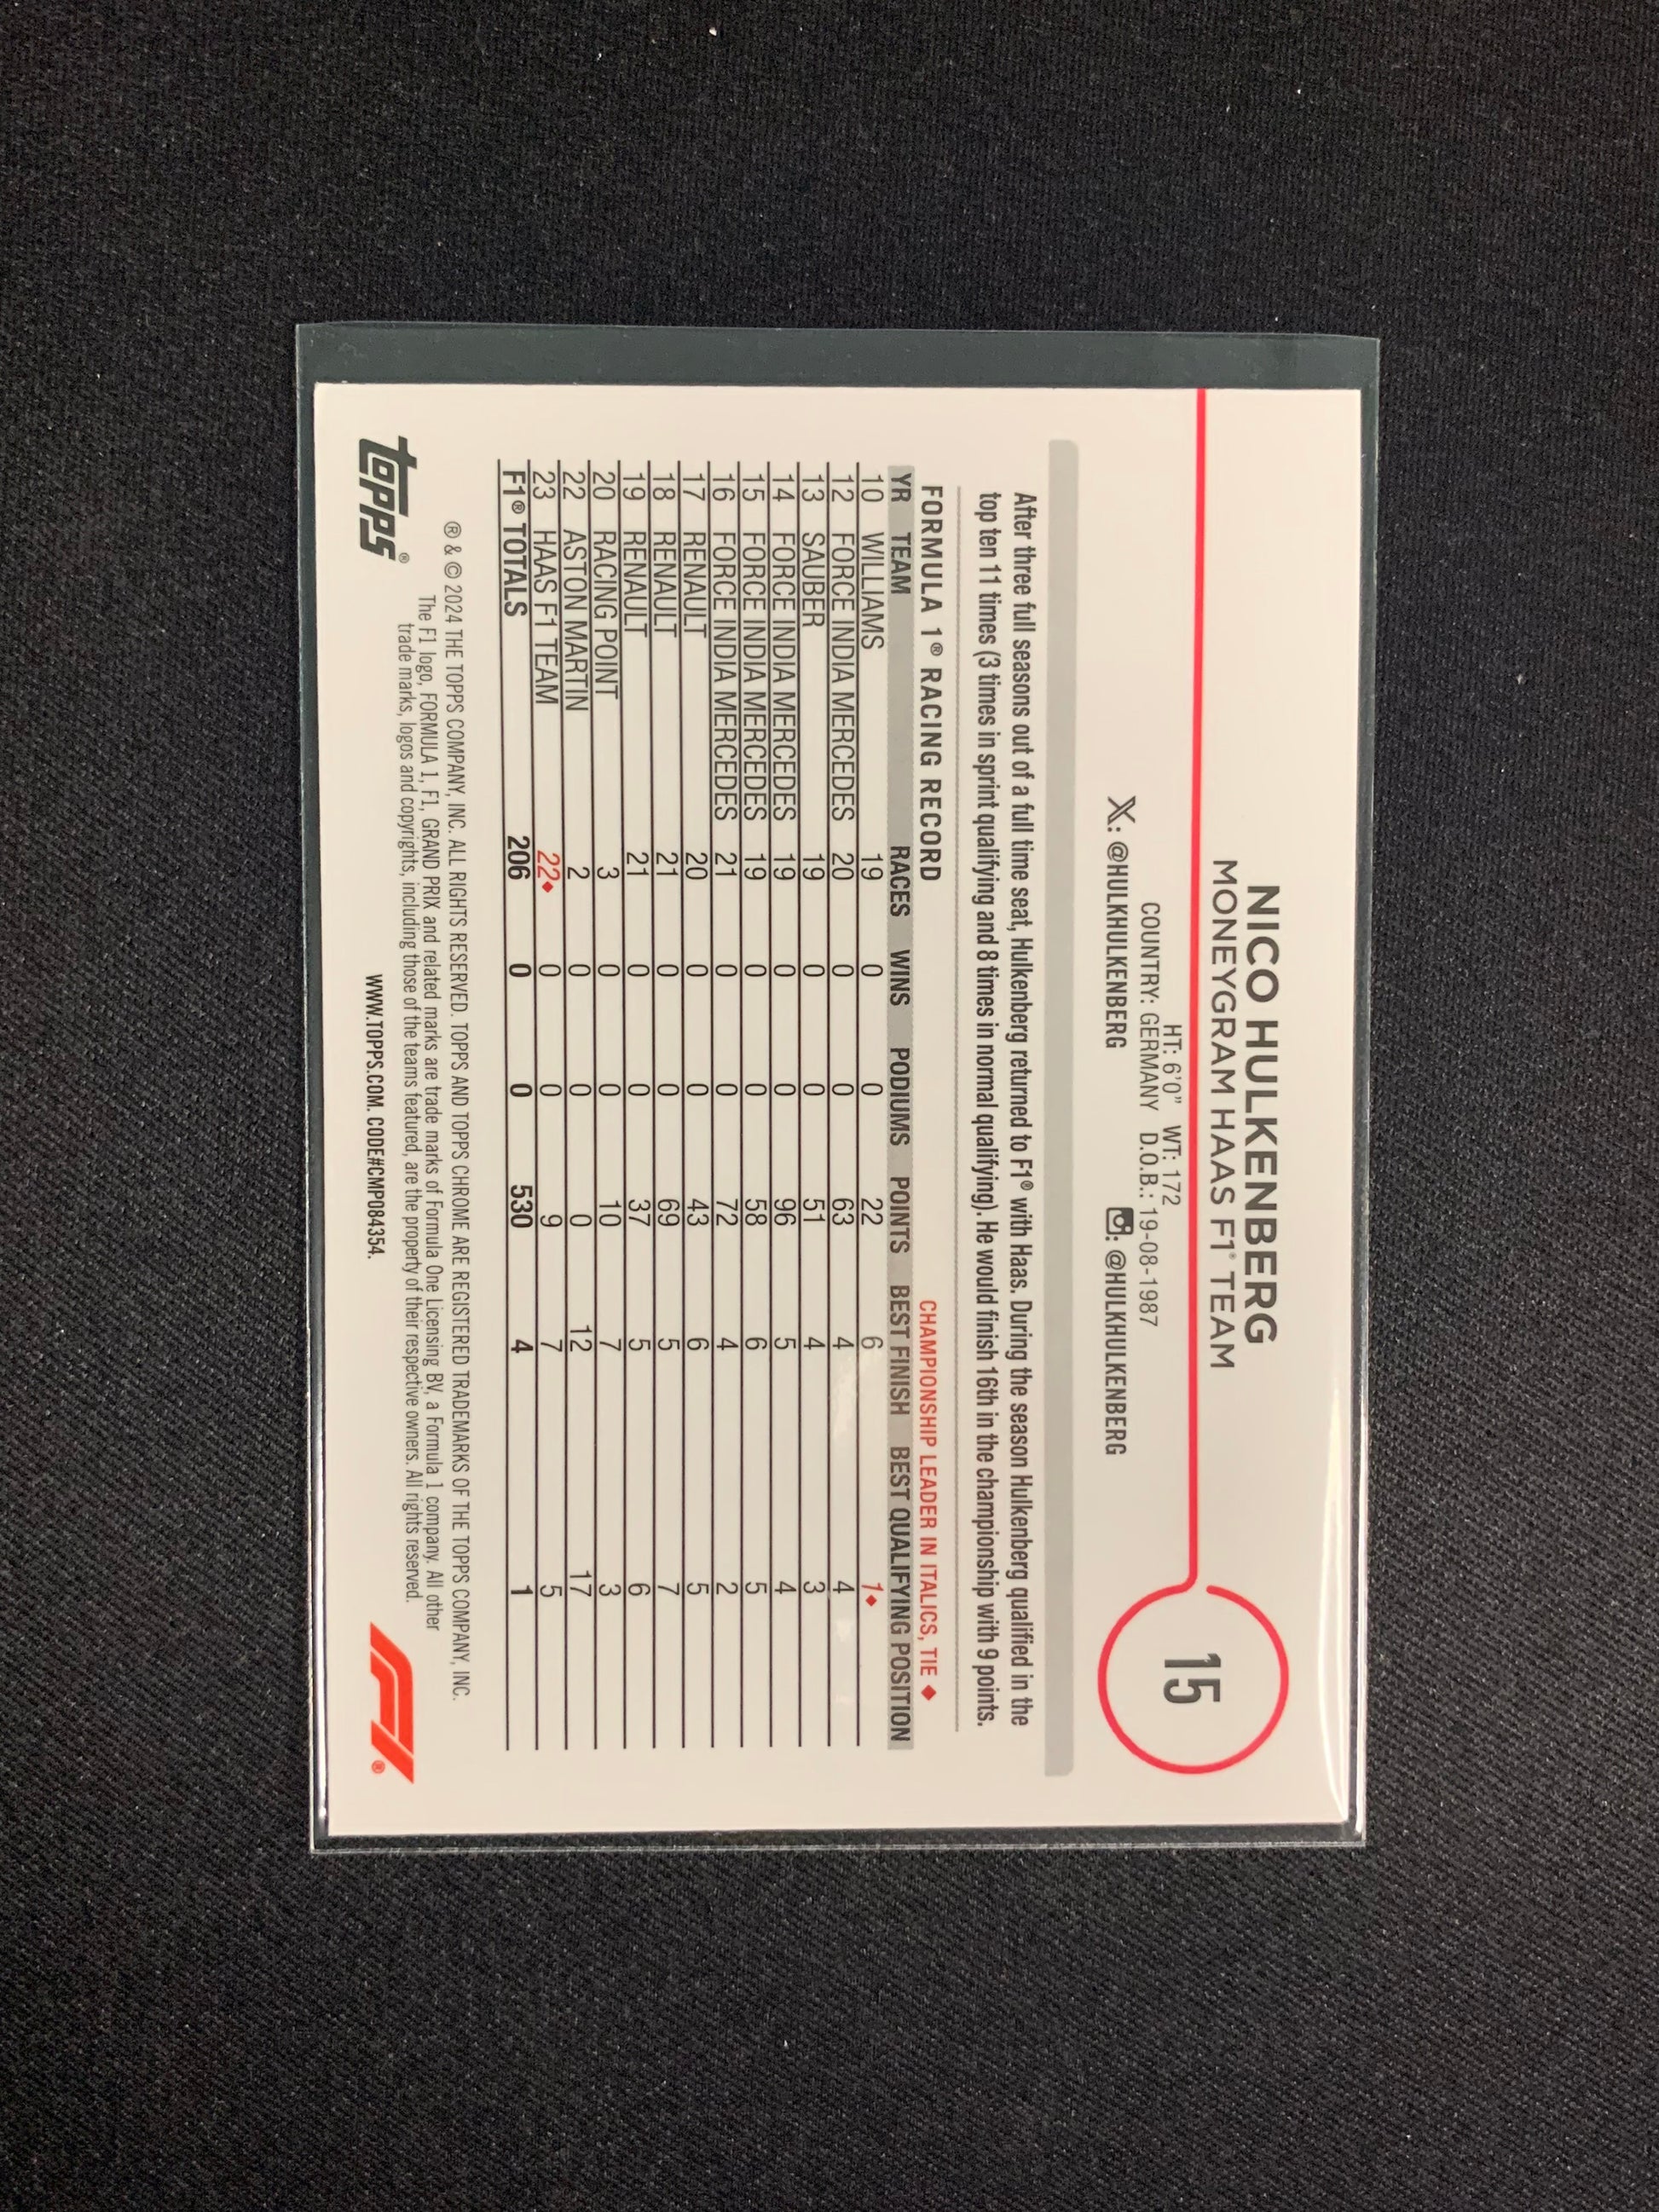 NICO HULKENBERG
MONEYGRAM HAAS F1® TEAM
15
HT: 6'0" WT: 172
COUNTRY: GERMANY D.O.B.: 19-08-1987
X: @HULKHULKENBERG : @HULKHULKENBERG
After three full seasons out of a full time seat, Hulkenberg returned to F1® with Haas. During the season Hulkenberg qualified in the
top ten 11 times (3 times in sprint qualifying and 8 times in normal qualifying). He would finish 16th in the championship with 9 points.
FORMULA 1® RACING RECORD CHAMPIONSHIP LEADER IN ITALICS, TIE ♦
YR TEAM RACES WINS PODIUMS POINTS BEST FINISH BEST QUALIFYING POSITION
10 WILLIAMS 19 0 0 22 6 1♦
12 FORCE INDIA MERCEDES 20 0 0 63 4 4
13 SAUBER 19 0 0 51 4 3
14 FORCE INDIA MERCEDES 19 0 0 96 5 4
15 FORCE INDIA MERCEDES 19 0 0 58 6 5
16 FORCE INDIA MERCEDES 21 0 0 72 4 2
17 RENAULT 20 0 0 43 6 5
18 RENAULT 21 0 0 69 5 7
19 RENAULT 21 0 0 37 5 6
20 RACING POINT 3 0 0 10 7 3
22 ASTON MARTIN 2 0 0 0 12 17
23 HAAS F1 TEAM 22♦ 0 0 9 7 5
F1® TOTALS 206 0 0 530 4 1
® & © 2024 THE TOPPS COMPANY, INC. ALL RIGHTS RESERVED. TOPPS AND TOPPS CHROME ARE REGISTERED TRADEMARKS OF THE TOPPS COMPANY, INC.
The F1 logo, FORMULA 1, F1, GRAND PRIX and related marks are trade marks of Formula One Licensing BV, a Formula 1 company. All other
trade marks, logos and copyrights, including those of the teams featured, are the property of their respective owners. All rights reserved.
WWW.TOPPS.COM. CODE#CMP084354.
topps®
F1®